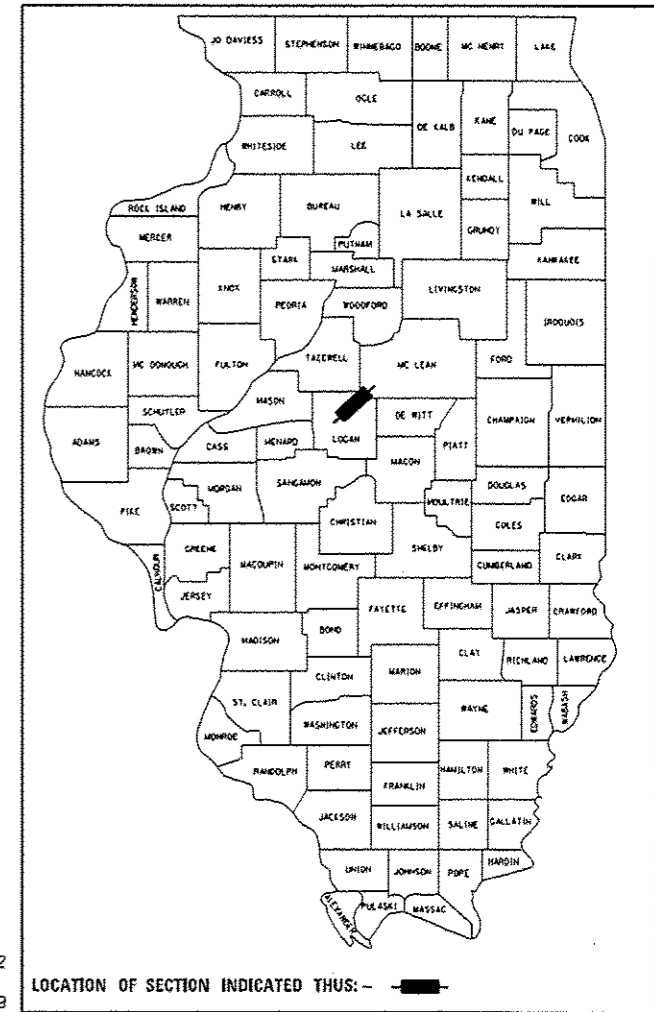 JO DAVIESS STEPHENSON WINNEBAGO BOONE MC HENRY LAKE
CARROLL OGLE DE KALB KANE DU PAGE COOK
WHITESIDE LEE KENDALL WILL
ROCK ISLAND HENRY BUREAU LA SALLE GRUNDY
MERCER PUTNAM KANKAKEE
STARK MARSHALL
HENDERSON WARREN KNOX PEORIA WOODFORD LIVINGSTON IROQUOIS
HANCOCK MC DONOUGH FULTON TAZEWELL MC LEAN FORD
SCHUYLER MASON DE WITT CHAMPAIGN VERMILION
ADAMS BROWN CASS MENARD LOGAN MACON PIATT
PIKE SCOTT MORGAN SANGAMON MOULTRIE DOUGLAS EDGAR
CHRISTIAN COLES
CALHOUN GREENE MACOUPIN MONTGOMERY SHELBY CUMBERLAND CLARK
JERSEY FAYETTE EFFINGHAM JASPER CRAWFORD
MADISON BOND CLAY RICHLAND LAWRENCE
CLINTON MARION
ST. CLAIR WAYNE EDWARDS WABASH
MONROE WASHINGTON JEFFERSON
RANDOLPH PERRY HAMILTON WHITE
FRANKLIN
JACKSON WILLIAMSON SALINE GALLATIN
UNION JOHNSON POPE HARDIN
ALEXANDER PULASKI MASSAC
2
LOCATION OF SECTION INDICATED THUS:-
9